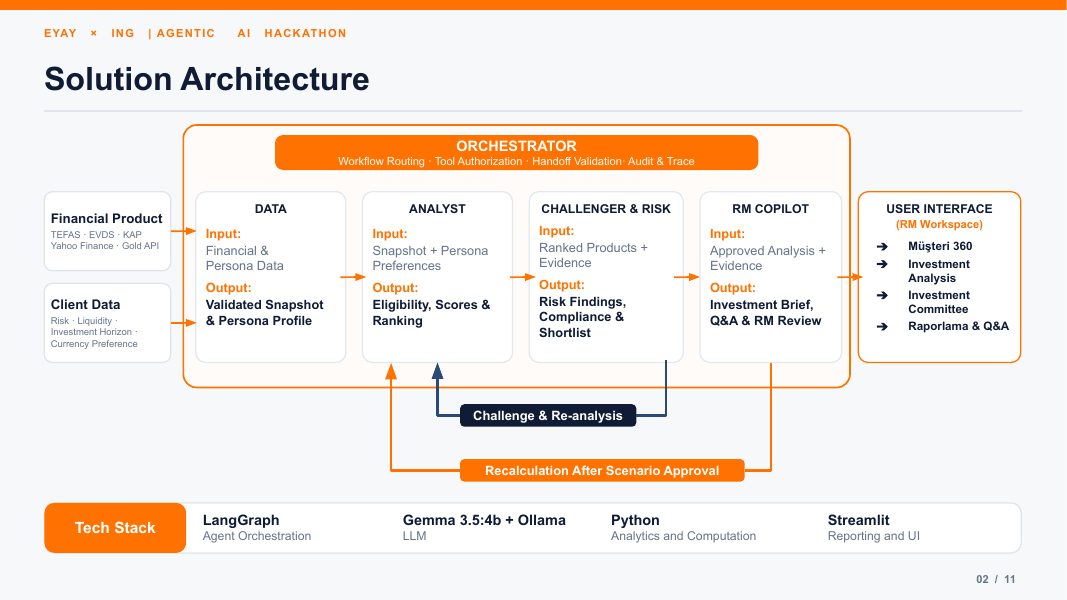 EYAY × ING | AGENTIC AI HACKATHON
Solution Architecture
ORCHESTRATOR
Workflow Routing · Tool Authorization · Handoff Validation· Audit & Trace
Financial Product
TEFAS · EVDS · KAP
Yahoo Finance · Gold API
Client Data
Risk · Liquidity ·
Investment Horizon ·
Currency Preference
DATA
Input:
Financial &
Persona Data
Output:
Validated Snapshot
& Persona Profile
ANALYST
Input:
Snapshot + Persona
Preferences
Output:
Eligibility, Scores &
Ranking
CHALLENGER & RISK
Input:
Ranked Products +
Evidence
Output:
Risk Findings,
Compliance &
Shortlist
RM COPILOT
Input:
Approved Analysis +
Evidence
Output:
Investment Brief,
Q&A & RM Review
USER INTERFACE
(RM Workspace)
➔ Müşteri 360
➔ Investment
Analysis
➔ Investment
Committee
➔ Raporlama & Q&A
Challenge & Re-analysis
Recalculation After Scenario Approval
Tech Stack
LangGraph
Agent Orchestration
Gemma 3.5:4b + Ollama
LLM
Python
Analytics and Computation
Streamlit
Reporting and UI
02 / 11